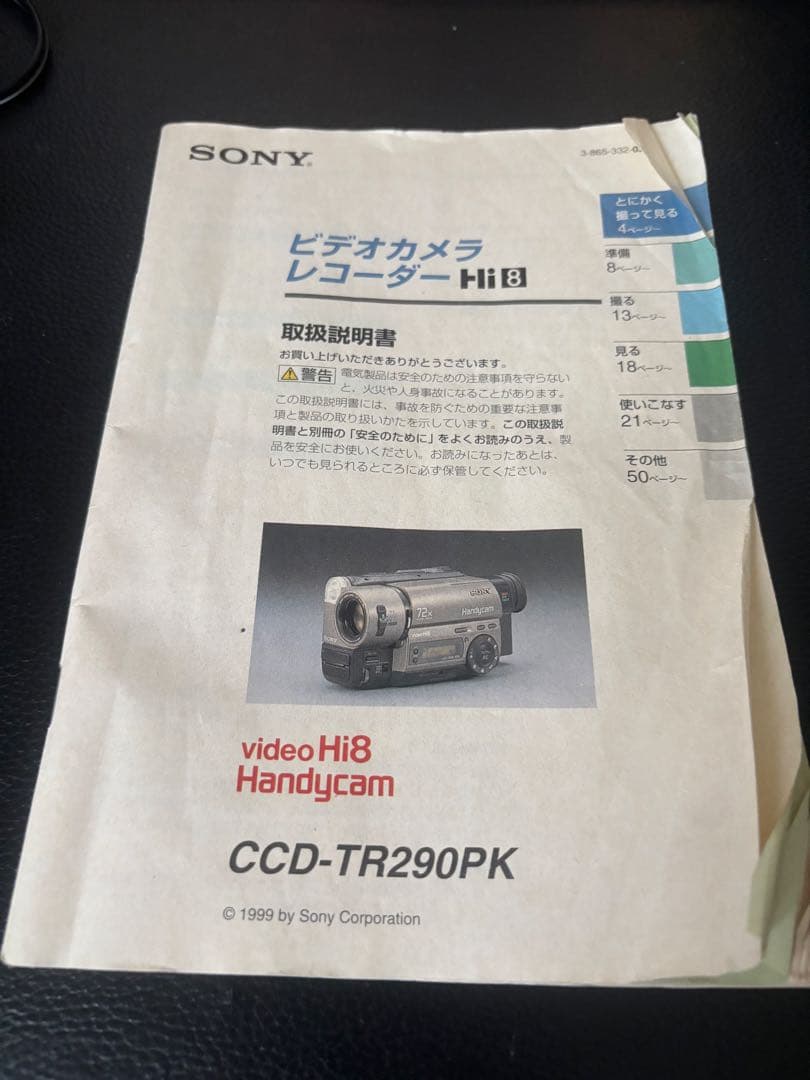 SONY®
3-865-332-0
とにかく
撮って見る
4ページ～
準備
8ページ～
撮る
13ページ～
見る
18ページ～
使いこなす
21ページ～
その他
50ページ～
ビデオカメラ
レコーダー Hi8
取扱説明書
お買い上げいただきありがとうございます。
警告 電気製品は安全のための注意事項を守らない
と、火災や人身事故になることがあります。
この取扱説明書には、事故を防ぐための重要な注意事
項と製品の取り扱いかたを示しています。この取扱説
明書と別冊の「安全のために」をよくお読みのうえ、製
品を安全にお使いください。お読みになったあとは、
いつでも見られるところに必ず保管してください。
SONY
72x
Handycam
video Hi8
Handycam
CCD-TR290PK
© 1999 by Sony Corporation